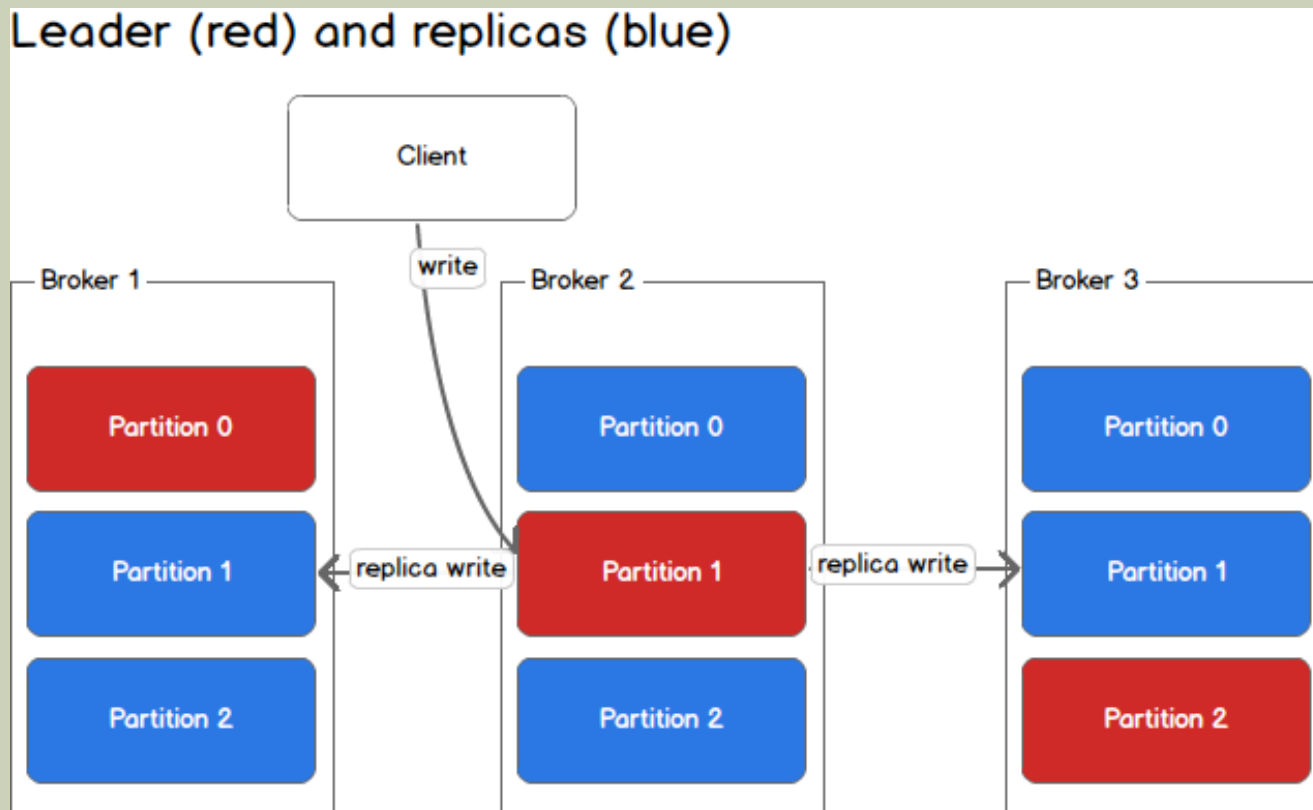 Leader (red) and replicas (blue)
Client
write
Broker 1
Broker 2
Broker 3
Partition 0
Partition 0
Partition 0
Partition 1
replica write
Partition 1
replica write
Partition 1
Partition 2
Partition 2
Partition 2